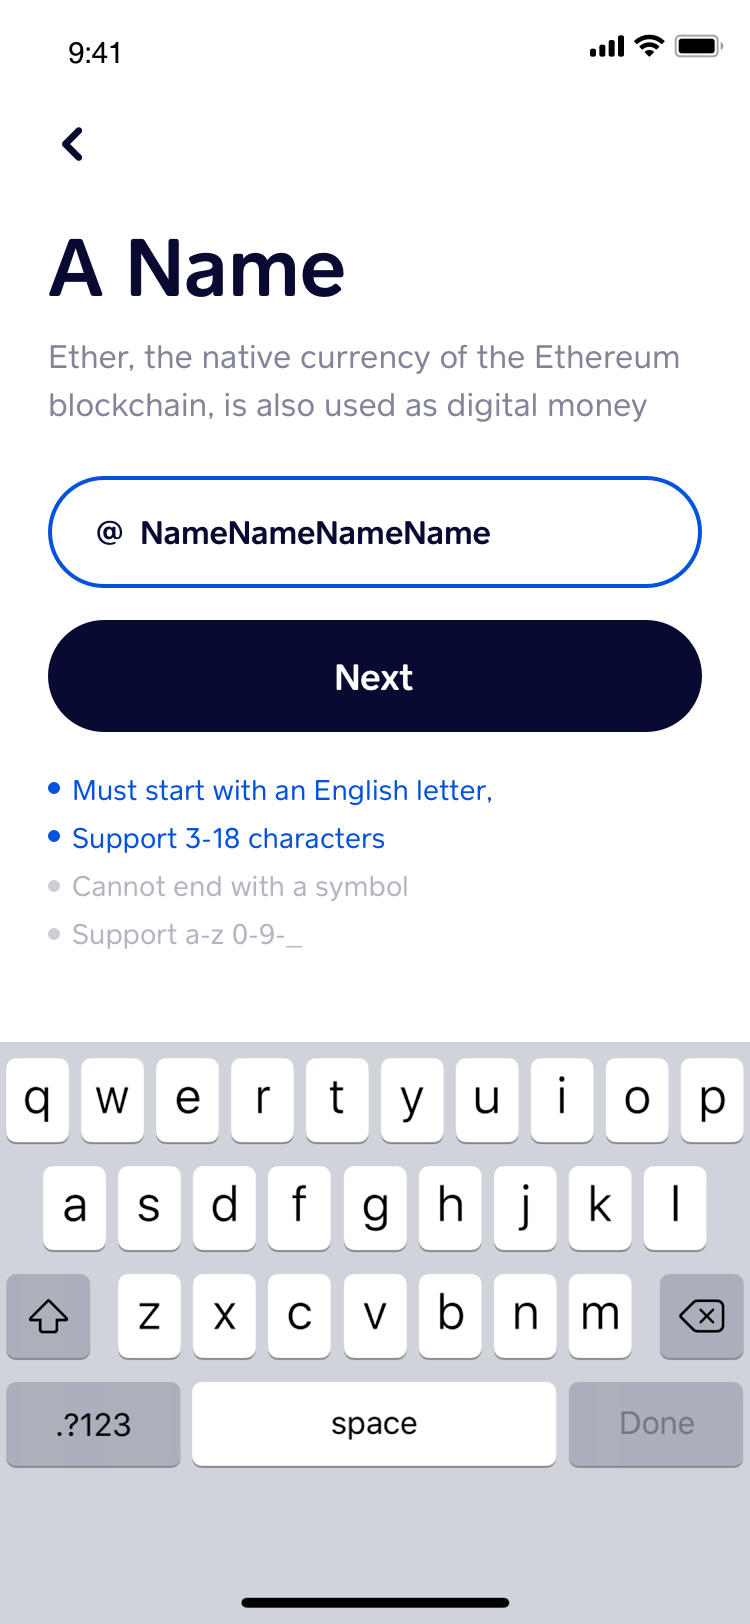 9:41
A Name
Ether, the native currency of the Ethereum
blockchain, is also used as digital money
@ NameNameNameName
Next
Must start with an English letter,
Support 3-18 characters
Cannot end with a symbol
Support a-z 0-9-_
q w e r t y u i o p
a s d f g h j k l
z x c v b n m
.?123 space Done